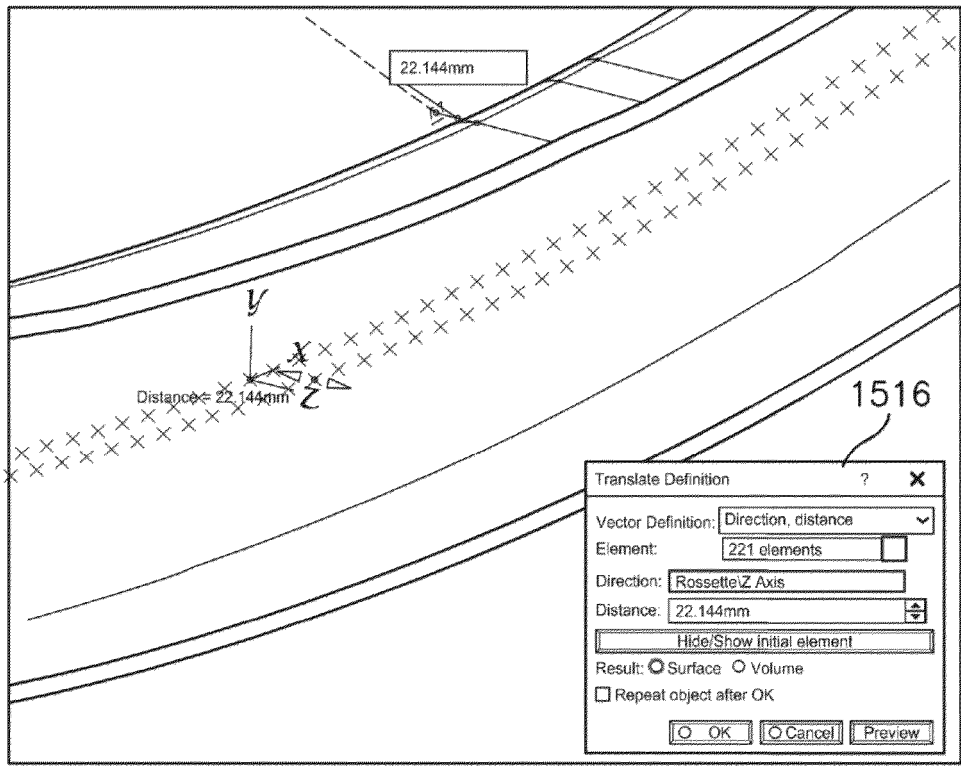 22.144mm
y
x
z
Distance = 22.144mm
1516
Translate Definition ? X
Vector Definition: Direction, distance
Element: 221 elements
Direction: Rossette\Z Axis
Distance: 22.144mm
Hide/Show initial element
Result: Surface Volume
Repeat object after OK
OK Cancel Preview